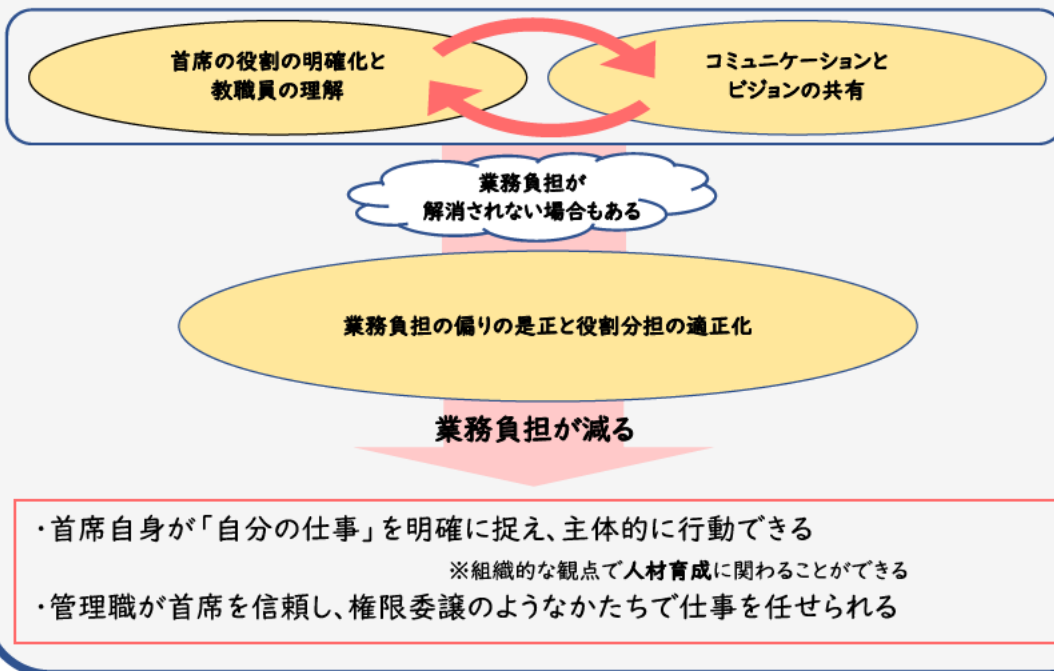 首席の役割の明確化と
教職員の理解
コミュニケーションと
ビジョンの共有
業務負担が
解消されない場合もある
業務負担の偏りの是正と役割分担の適正化
業務負担が減る
・首席自身が「自分の仕事」を明確に捉え、主体的に行動できる
※組織的な観点で人材育成に関わることができる
・管理職が首席を信頼し、権限委譲のようなかたちで仕事を任せられる